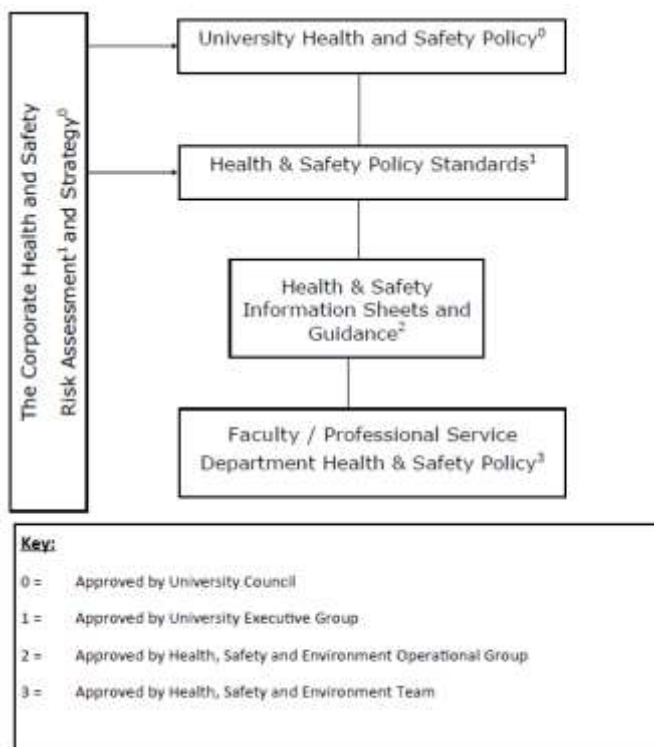 The Corporate Health and Safety
Risk Assessment¹ and Strategy⁰
University Health and Safety Policy⁰
Health & Safety Policy Standards¹
Health & Safety
Information Sheets and
Guidance²
Faculty / Professional Service
Department Health & Safety Policy³
Key:
0 = Approved by University Council
1 = Approved by University Executive Group
2 = Approved by Health, Safety and Environment Operational Group
3 = Approved by Health, Safety and Environment Team